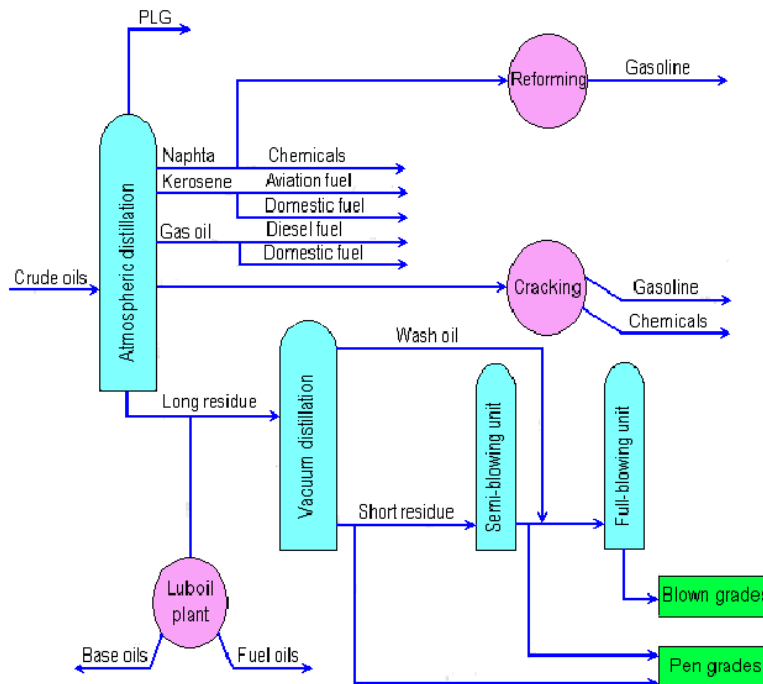 PLG
Reforming
Gasoline
Naphta
Chemicals
Kerosene
Aviation fuel
Domestic fuel
Gas oil
Diesel fuel
Domestic fuel
Crude oils
Atmospheric distillation
Cracking
Gasoline
Chemicals
Wash oil
Long residue
Vacuum distillation
Short residue
Semi-blowing unit
Full-blowing unit
Luboil
plant
Base oils
Fuel oils
Blown grades
Pen grades